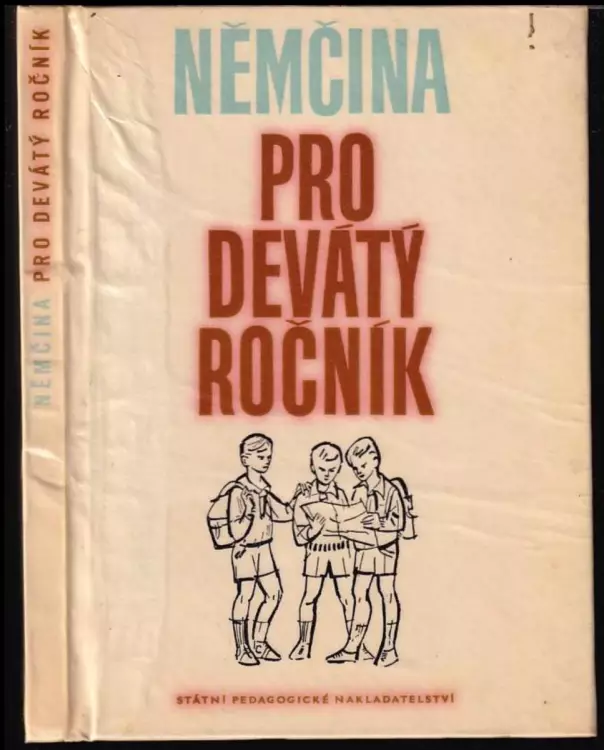 NĚMČINA PRO DEVÁTÝ ROČNÍK
NĚMČINA
PRO
DEVÁTÝ
ROČNÍK
STÁTNÍ PEDAGOGICKÉ NAKLADATELSTVÍ